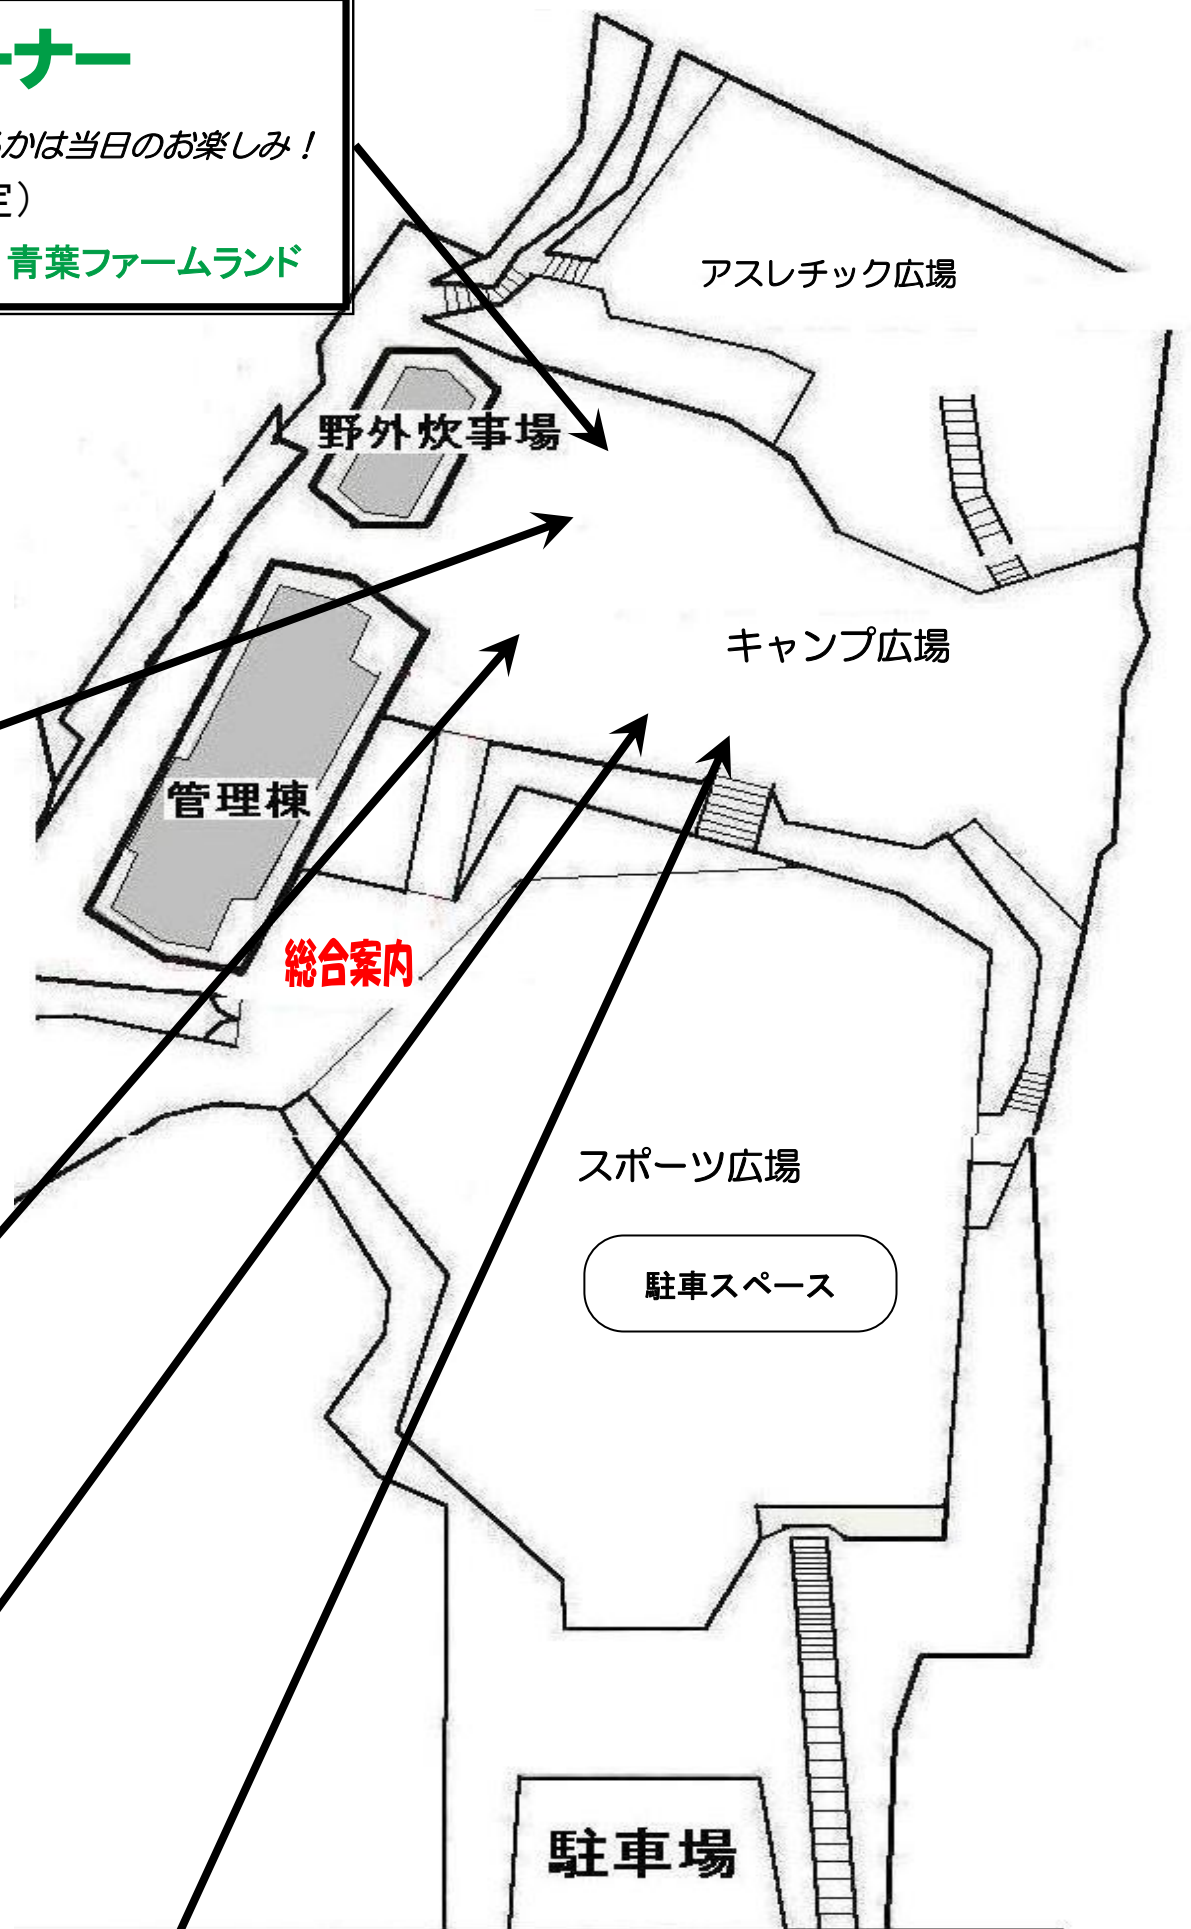 ーナー
かは当日のお楽しみ！
定）
青葉ファームランド
アスレチック広場
野外炊事場
キャンプ広場
管理棟
総合案内
スポーツ広場
駐車スペース
駐車場